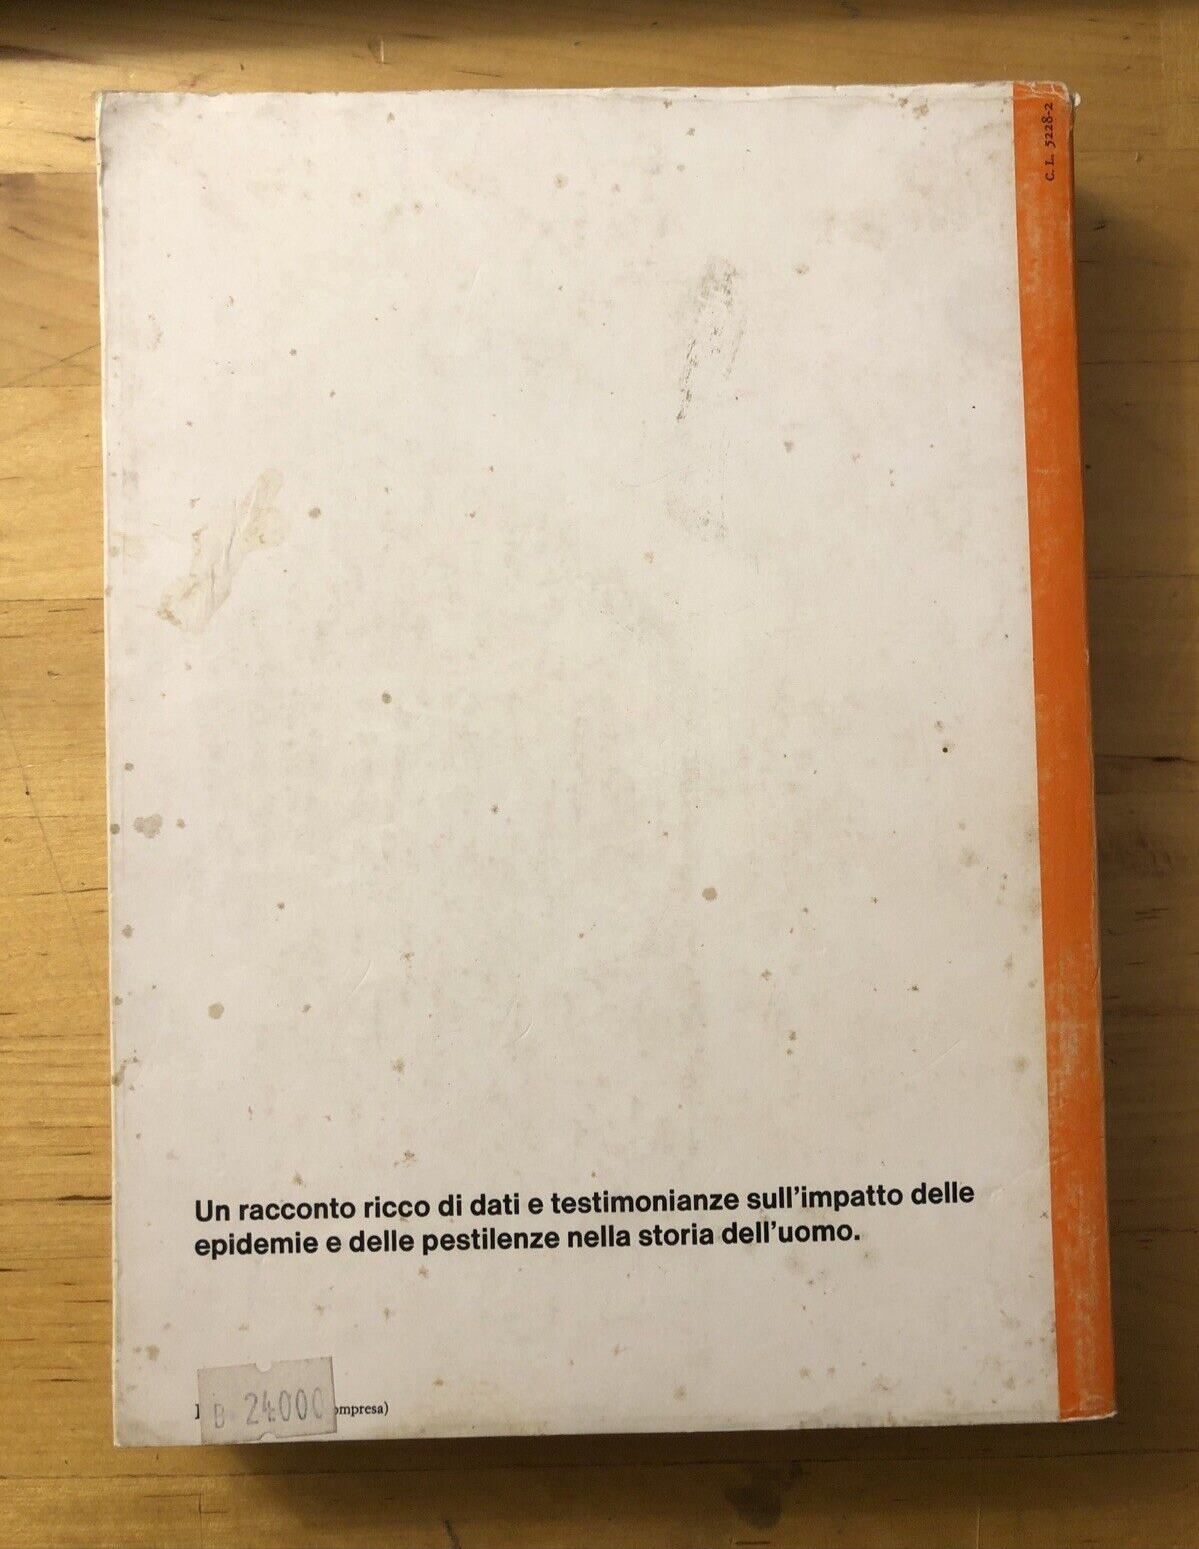 C. L. 5228-2
Un racconto ricco di dati e testimonianze sull'impatto delle
epidemie e delle pestilenze nella storia dell'uomo.
24000
ompresa)